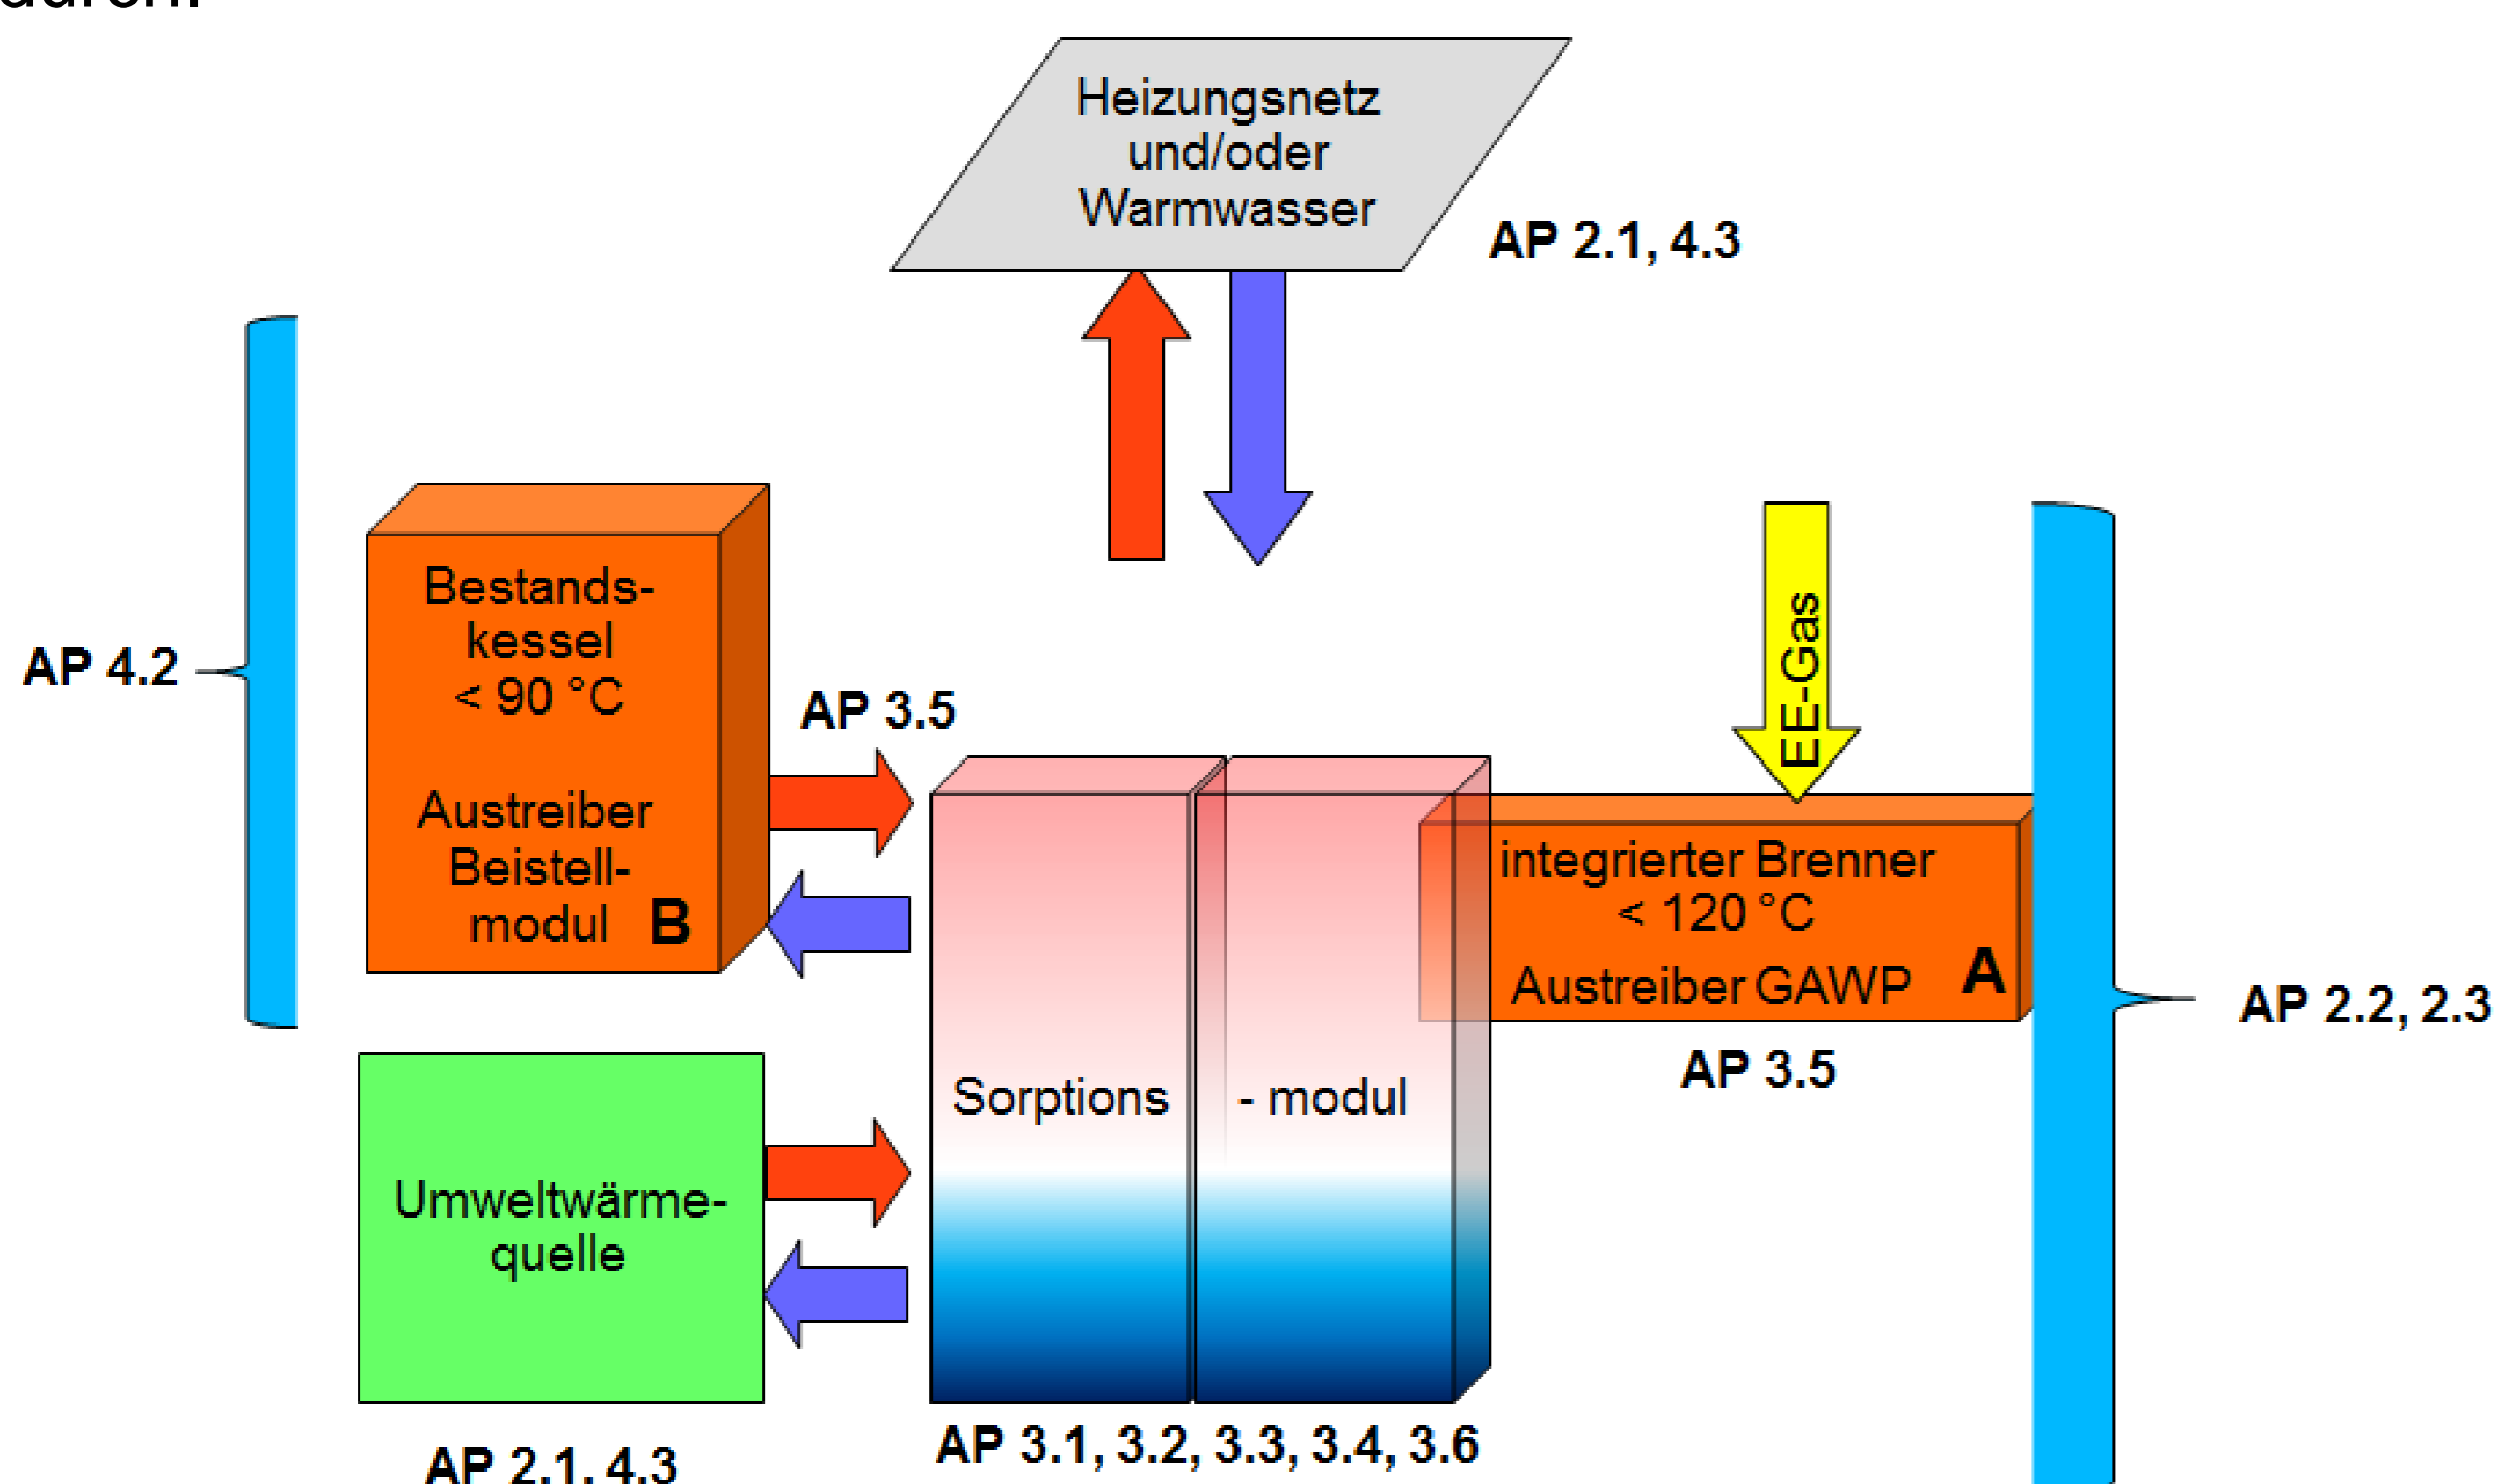 durch:
Heizungsnetz
und/oder
Warmwasser
AP 2.1, 4.3
Bestands-
kessel
< 90 °C
Austreiber
Beistell-
modul B
AP 4.2
AP 3.5
EE-Gas
integrierter Brenner
< 120 °C
Austreiber GAWP A
AP 3.5
AP 2.2, 2.3
Sorptions - modul
Umweltwärme-
quelle
AP 3.1, 3.2, 3.3, 3.4, 3.6
AP 2.1, 4.3